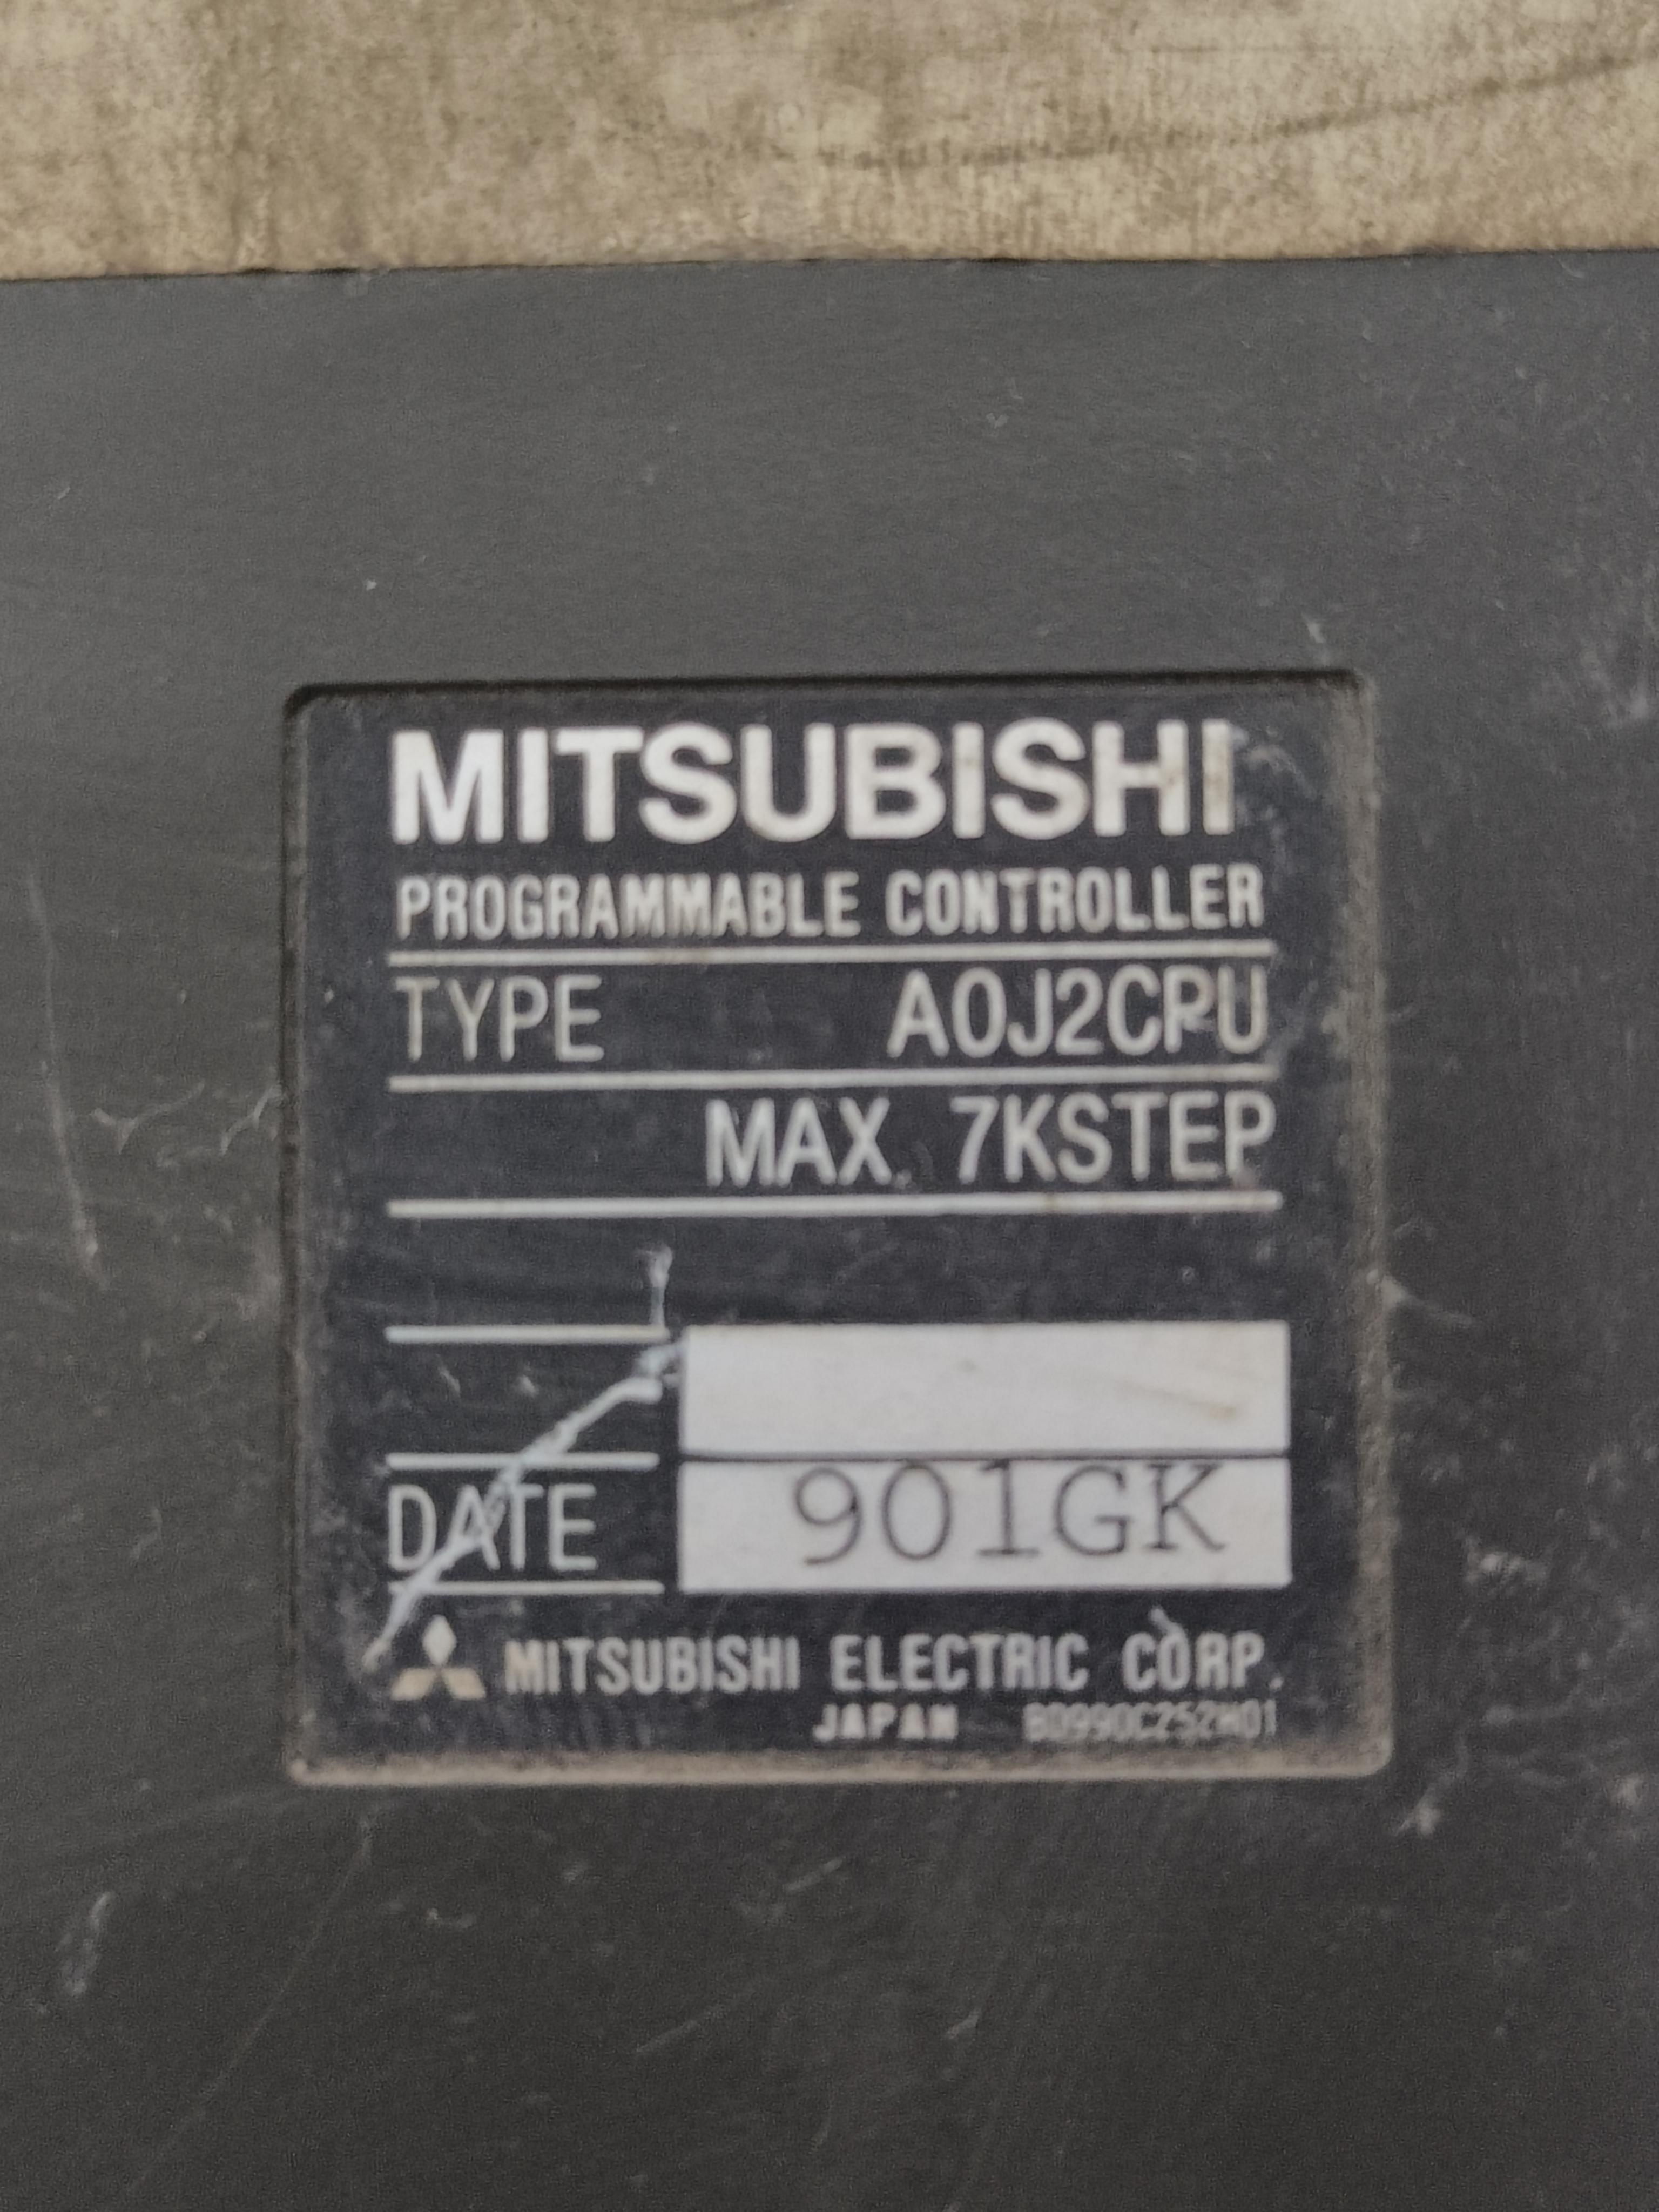 MITSUBISHI
PROGRAMMABLE CONTROLLER
TYPE A0J2CPU
MAX. 7KSTEP
DATE 901GK
MITSUBISHI ELECTRIC CORP.
JAPAN